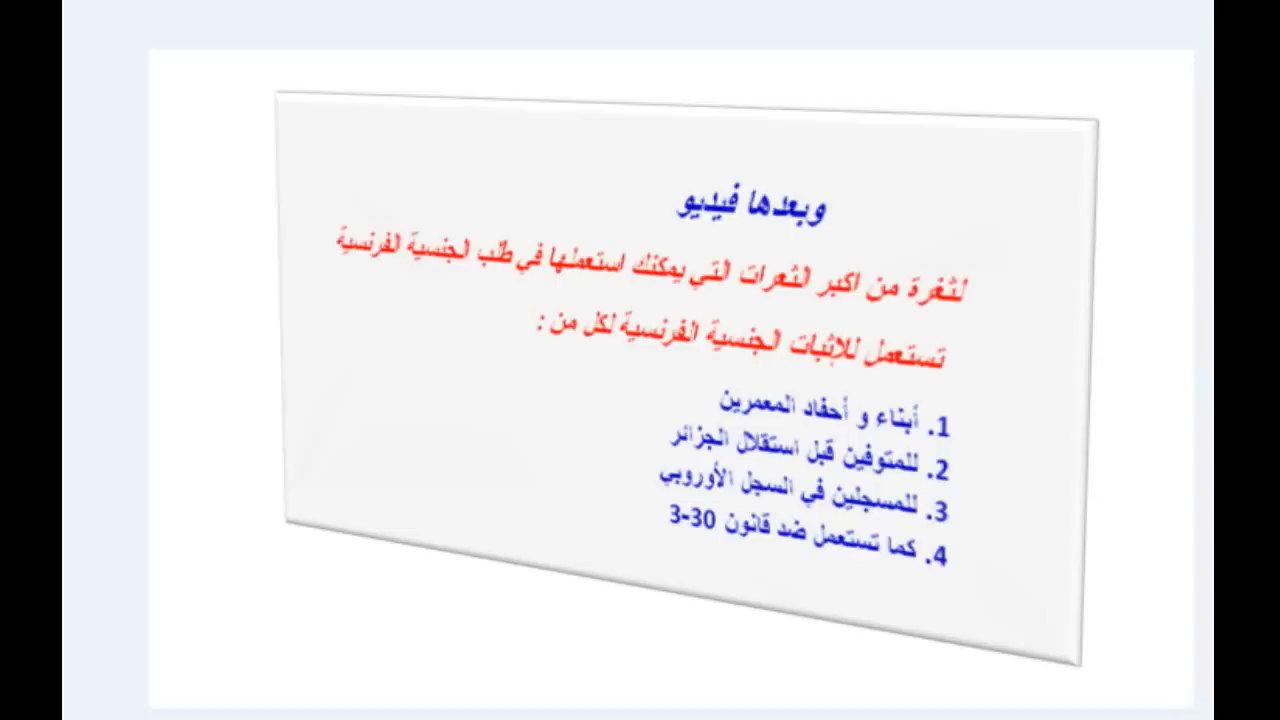 وبعدها فيديو
لثغرة من اكبر الثعرات التي يمكنك استعملها في طلب الجنسية الفرنسية
تستعمل للإثبات الجنسية الفرنسية لكل من :
1. أبناء و أحفاد المعمرين
2. للمتوفين قبل استقلال الجزائر
3. للمسجلين في السجل الأوروبي
4. كما تستعمل ضد قانون 30-3